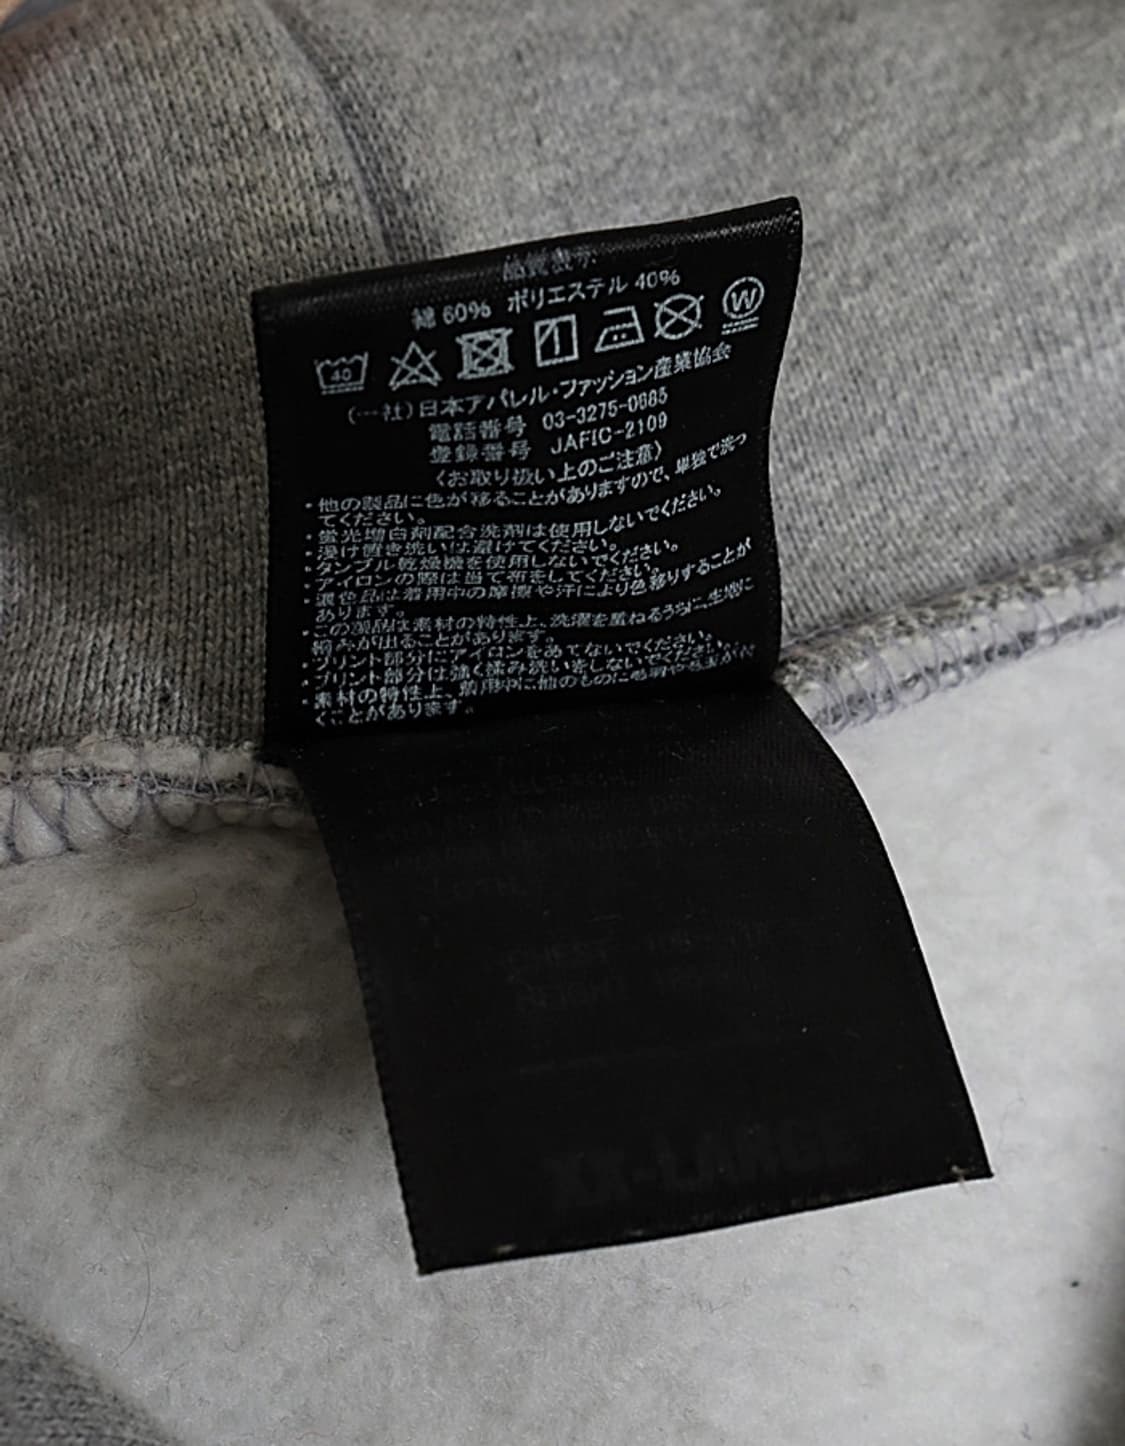 品質表示
綿 60% ポリエステル 40%
40 W
(一社)日本アパレル・ファッション産業協会
電話番号 03-3275-0685
登録番号 JAFIC-2109
〈お取り扱い上のご注意〉
・他の製品に色が移ることがありますので、単独で洗っ
てください。
・蛍光増白剤配合洗剤は使用しないでください。
・浸け置き洗いは避けてください。
・タンブル乾燥機を使用しないでください。
・アイロンの際は当て布をしてください。
・濃色品は着用中の摩擦や汗により色移りすることが
あります。
・この製品は素材の特性上、洗濯を重ねるうちに、生地に
縮みが出ることがあります。
・プリント部分にアイロンをあてないでください。
・プリント部分は強く揉み洗いをしないでください。
・素材の特性上、着用中に他のものに毛羽や毛玉が付
くことがあります。
XX-LARGE